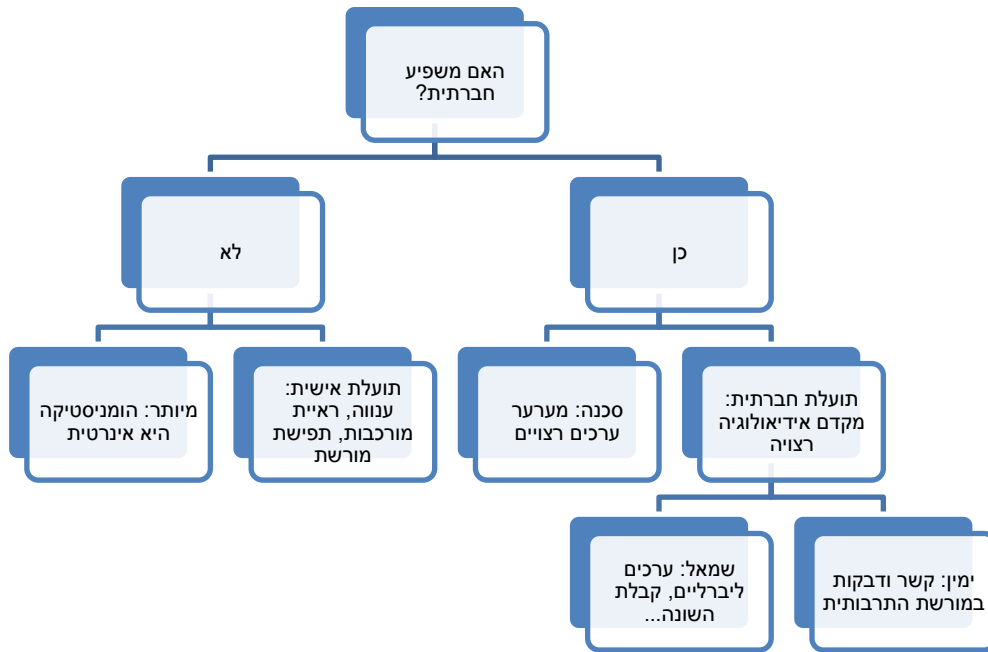 האם משפיע
חברתית?
כן
לא
תועלת חברתית:
מקדם אידיאולוגיה
רצויה
סכנה: מערער
ערכים רצויים
תועלת אישית:
ענווה, ראיית
מורכבות, תפישת
מורשת
מיותר: הומניסטיקה
היא אינרטית
ימין: קשר ודבקות
במורשת התרבותית
שמאל: ערכים
ליברליים, קבלת
השונה...